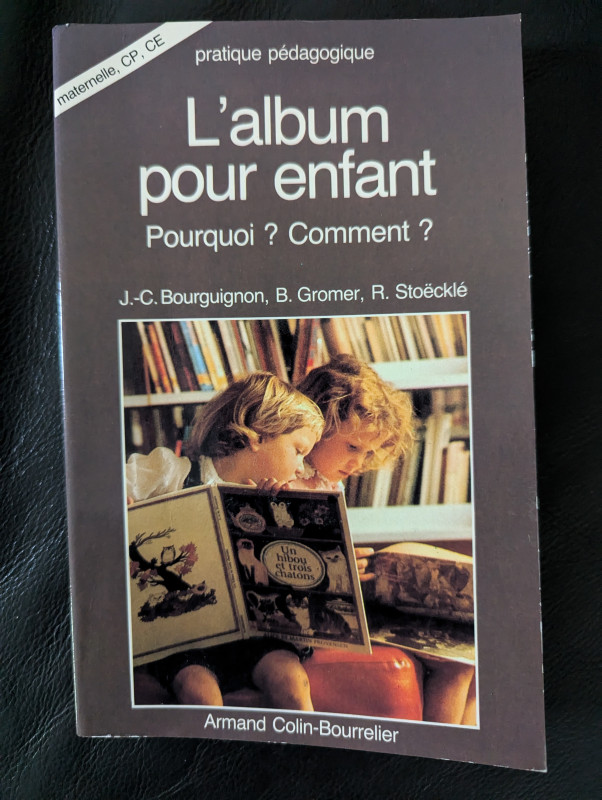 maternelle, CP, CE
pratique pédagogique
L'album
pour enfant
Pourquoi ? Comment ?
J.-C. Bourguignon, B. Gromer, R. Stoëcklé
Un
hibou
et trois
chatons
Armand Colin-Bourrelier